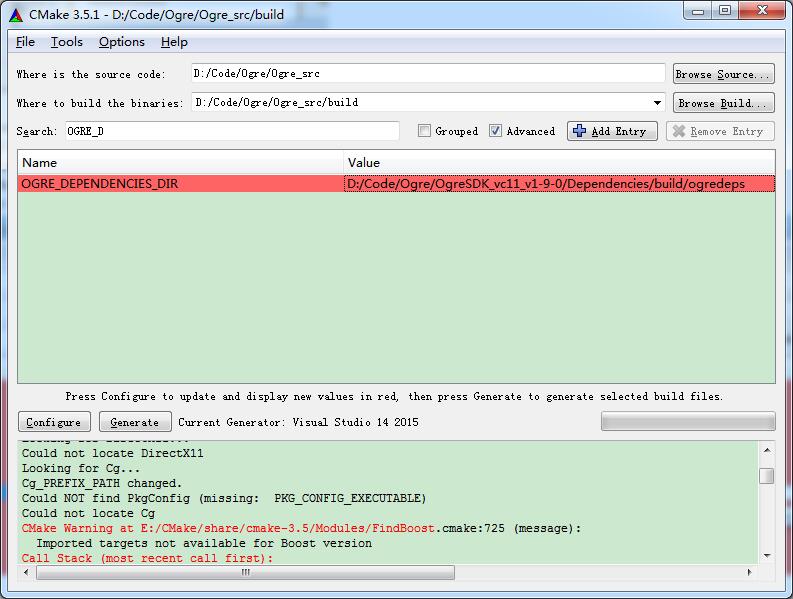 CMake 3.5.1 - D:/Code/Ogre/Ogre_src/build
File Tools Options Help
Where is the source code: D:/Code/Ogre/Ogre_src Browse Source...
Where to build the binaries: D:/Code/Ogre/Ogre_src/build Browse Build...
Search: OGRE_D Grouped Advanced Add Entry Remove Entry
Name Value
OGRE_DEPENDENCIES_DIR D:/Code/Ogre/OgreSDK_vc11_v1-9-0/Dependencies/build/ogredeps
Press Configure to update and display new values in red, then press Generate to generate selected build files.
Configure Generate Current Generator: Visual Studio 14 2015
Could not locate DirectX11
Looking for Cg...
Cg_PREFIX_PATH changed.
Could NOT find PkgConfig (missing:  PKG_CONFIG_EXECUTABLE)
Could not locate Cg
CMake Warning at E:/CMake/share/cmake-3.5/Modules/FindBoost.cmake:725 (message):
  Imported targets not available for Boost version
Call Stack (most recent call first):